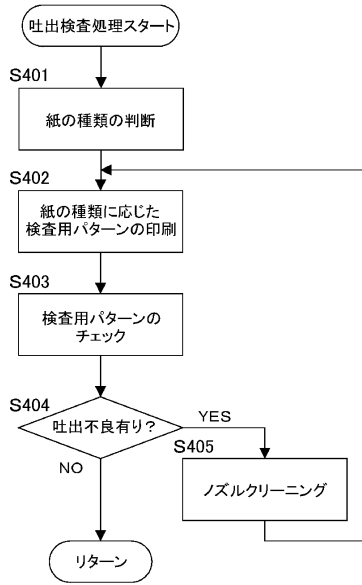 吐出検査処理スタート
S401
紙の種類の判断
S402
紙の種類に応じた
検査用パターンの印刷
S403
検査用パターンの
チェック
S404
吐出不良有り？
YES
NO
S405
ノズルクリーニング
リターン